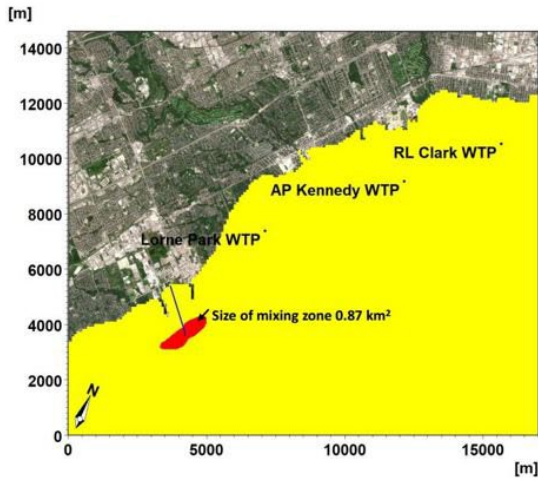 [m]
14000
12000
10000
8000
6000
4000
2000
0
RL Clark WTP
AP Kennedy WTP
Lorne Park WTP
Size of mixing zone 0.87 km²
N
0 5000 10000 15000
[m]